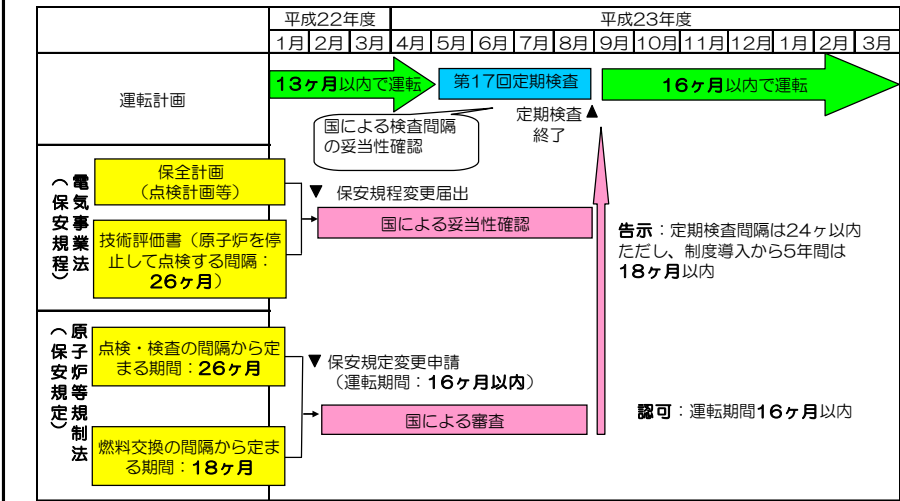 平成22年度 平成23年度
1月 2月 3月 4月 5月 6月 7月 8月 9月 10月 11月 12月 1月 2月 3月
運転計画
13ヶ月以内で運転
第17回定期検査
16ヶ月以内で運転
国による検査間隔
の妥当性確認
定期検査▲
終了
電気事業法
（保安規程）
保全計画
（点検計画等）
技術評価書（原子炉を停
止して点検する間隔：
26ヶ月）
▼ 保安規程変更届出
国による妥当性確認
告示：定期検査間隔は24ヶ以内
ただし、制度導入から5年間は
18ヶ月以内
原子炉等規制法
（保安規定）
点検・検査の間隔から定
まる期間：26ヶ月
燃料交換の間隔から定ま
る期間：18ヶ月
▼ 保安規定変更申請
（運転期間：16ヶ月以内）
国による審査
認可：運転期間16ヶ月以内